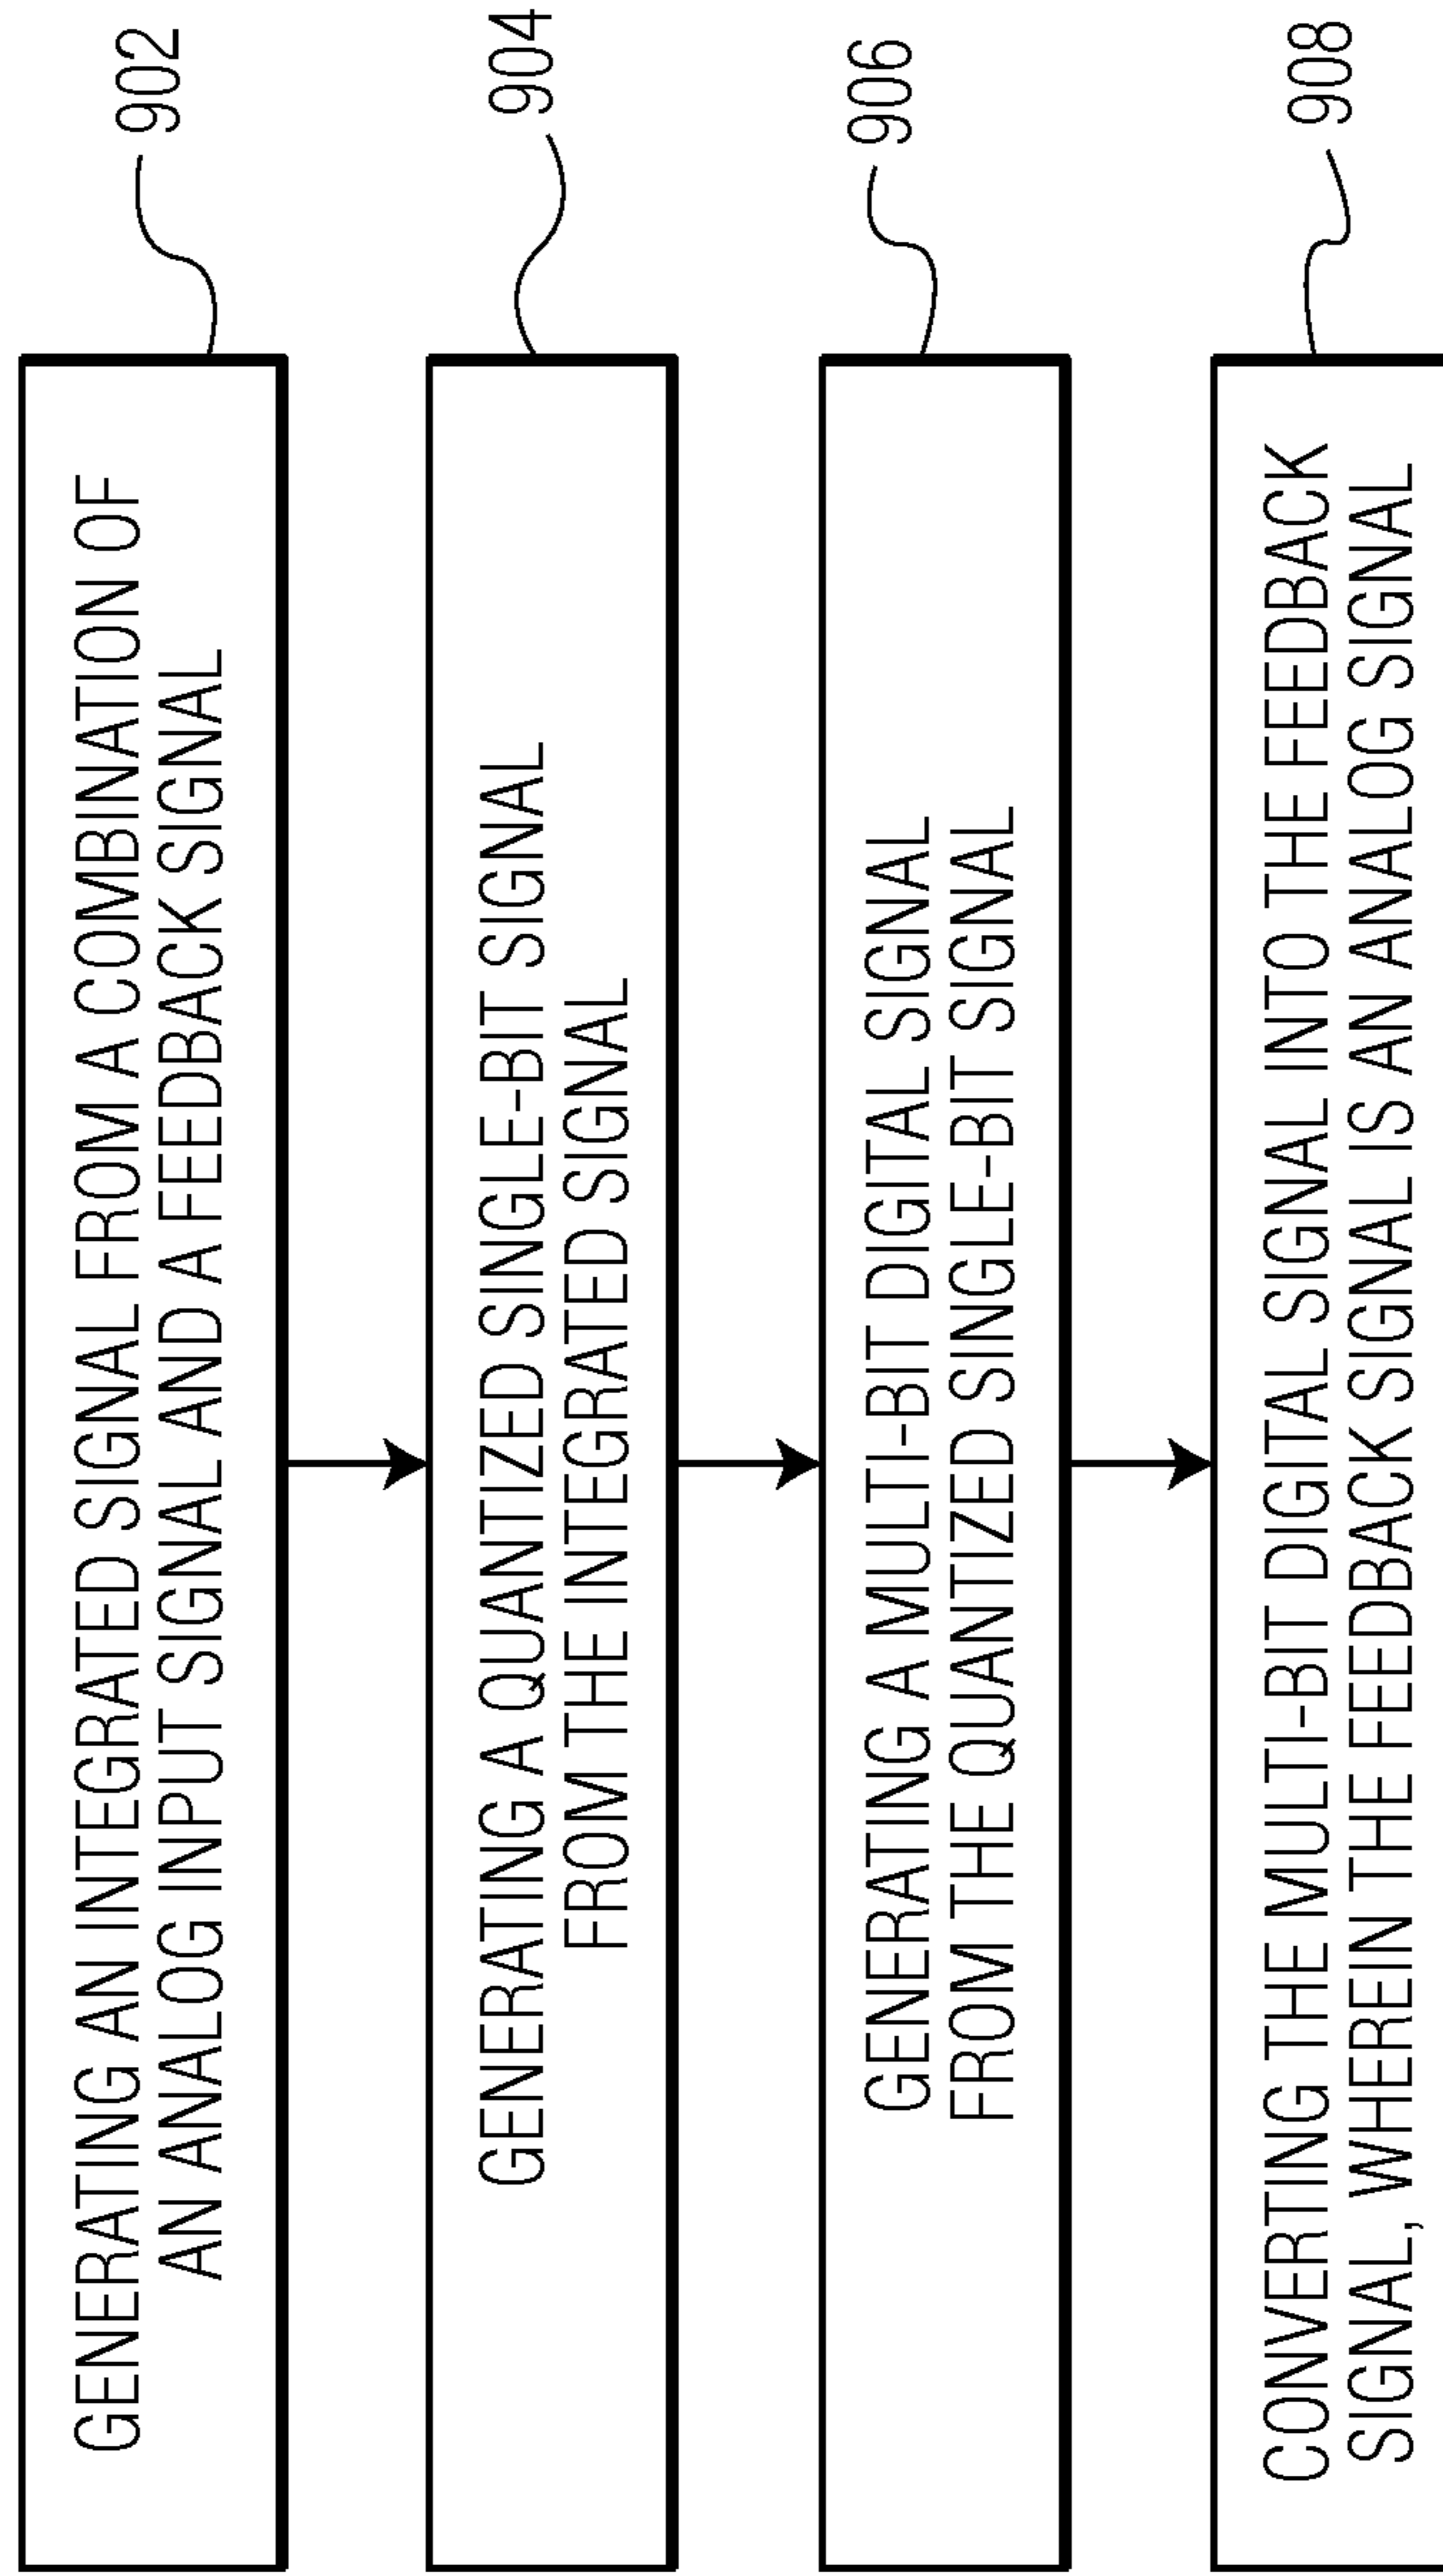 GENERATING AN INTEGRATED SIGNAL FROM A COMBINATION OF
AN ANALOG INPUT SIGNAL AND A FEEDBACK SIGNAL
902
GENERATING A QUANTIZED SINGLE-BIT SIGNAL
FROM THE INTEGRATED SIGNAL
904
GENERATING A MULTI-BIT DIGITAL SIGNAL
FROM THE QUANTIZED SINGLE-BIT SIGNAL
906
CONVERTING THE MULTI-BIT DIGITAL SIGNAL INTO THE FEEDBACK
SIGNAL, WHEREIN THE FEEDBACK SIGNAL IS AN ANALOG SIGNAL
908